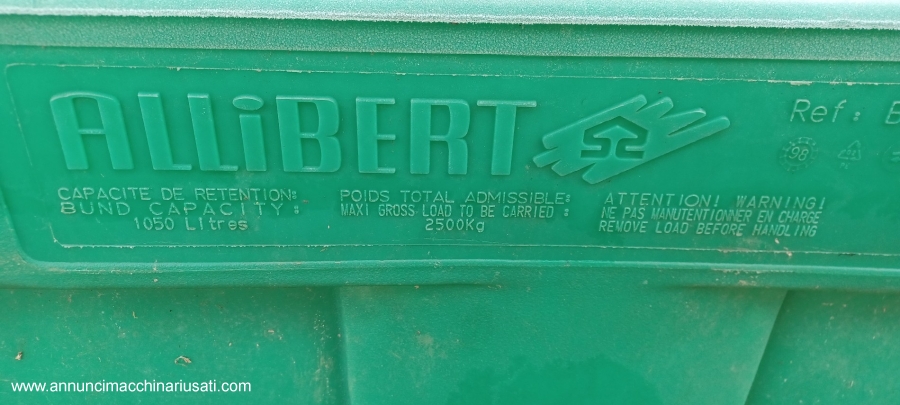 ALLiBERT
Ref:
98
CAPACITE DE RETENTION:
BUND CAPACITY:
1050 Litres
POIDS TOTAL ADMISSIBLE:
MAXI GROSS LOAD TO BE CARRIED :
2500Kg
ATTENTION! WARNING!
NE PAS MANUTENTIONNER EN CHARGE
REMOVE LOAD BEFORE HANDLING
www.annuncimacchinariusati.com